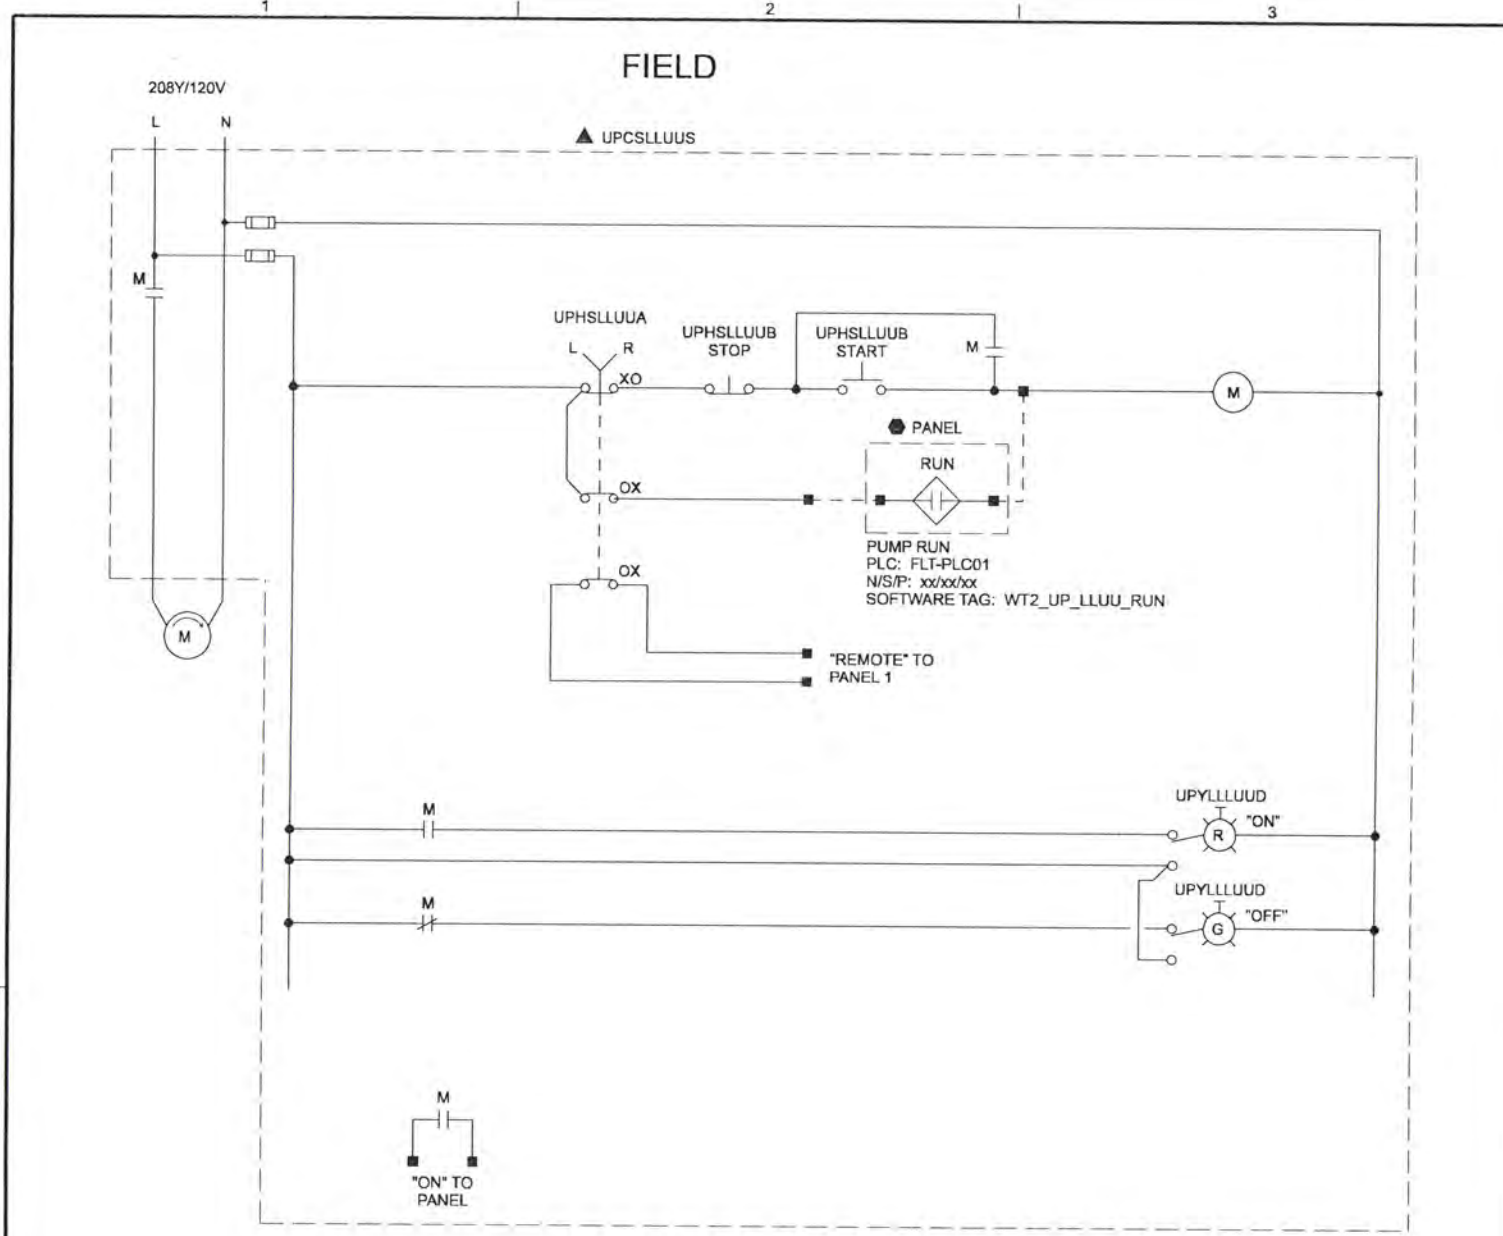 1 2 3
FIELD
208Y/120V
L N
UPCSLLUUS
M
UPHSLLUUA
L R
XO
UPHSLLUUB
STOP
UPHSLLUUB
START
M
M
PANEL
RUN
OX
PUMP RUN
PLC: FLT-PLC01
N/S/P: xx/xx/xx
SOFTWARE TAG: WT2_UP_LLUU_RUN
OX
M
"REMOTE" TO
PANEL 1
M
UPYLLLUUD
R
"ON"
M
UPYLLLUUD
G
"OFF"
M
"ON" TO
PANEL